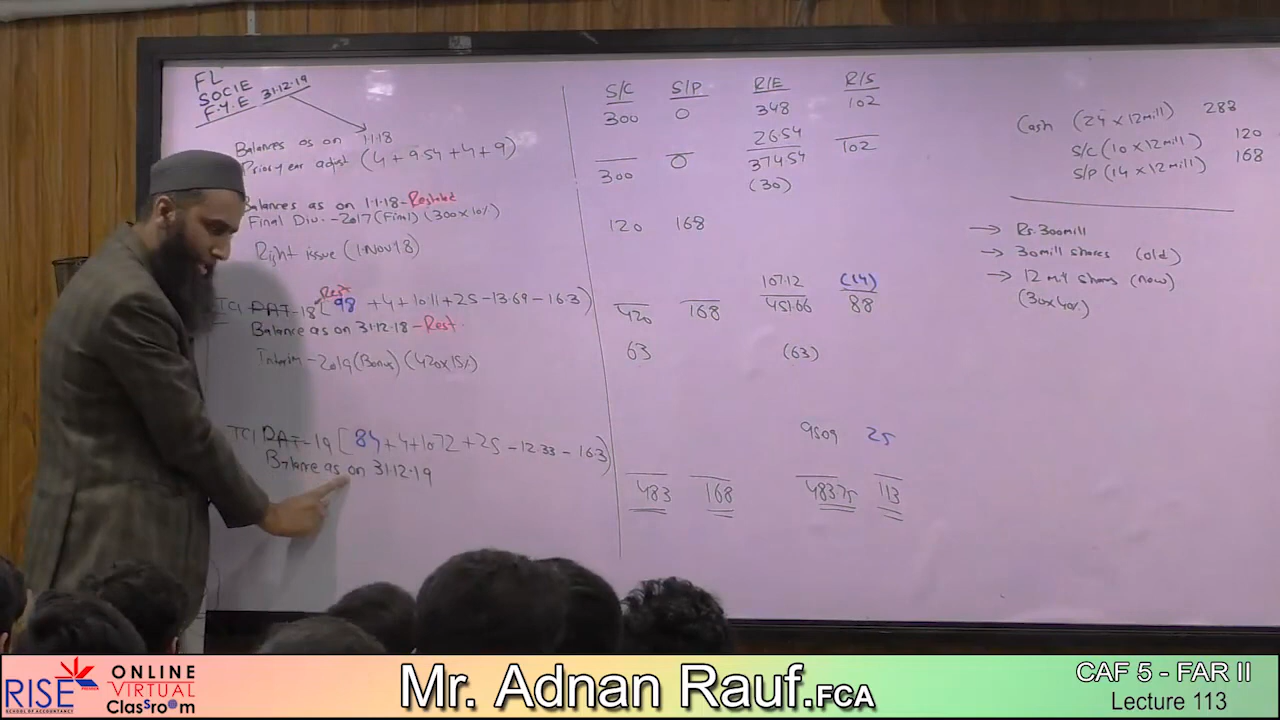 FL
SOCIE
F.Y.E 31.12.19
S/C S/P R/E R/S
300 0 348 102
Balances as on 1.1.18
Prior year adjust (4 + 9.54 + 4 + 9) 26.54
300 0 374.54 102
Balances as on 1.1.18 - Restated
Final Div. - 2017 (Final) (300 x 10%) (30)
Right issue (1 Nov 18) 120 168
TCI PAT - 18 [98 + 4 + 10.11 + 25 - 13.69 - 16.3) 107.12 (14)
Rest
Balance as on 31.12.18 - Rest. 420 168 451.66 88
Interim - 2019 (Bonus) (420 x 15%) 63 (63)
TCI PAT - 19 [84 + 4 + 10.72 + 25 - 12.33 - 16.3) 95.09 25
Balance as on 31.12.19
483 168 483.75 113
Cash (24 x 12 mill) 283
S/C (10 x 12 mill) 120
S/P (14 x 12 mill) 168
→ Rs. 300 mill
→ 30 mill shares (old)
→ 12 mil shares (new)
(30 x 40%)
RISE
SCHOOL OF ACCOUNTANCY
ONLINE
VIRTUAL
ClasSro@m
Mr. Adnan Rauf.FCA
CAF 5 - FAR II
Lecture 113